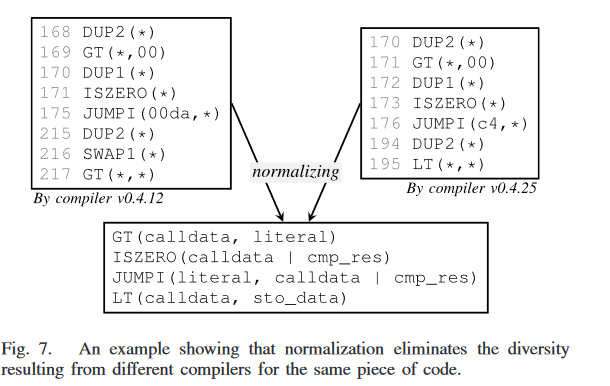 168 DUP2(*)
169 GT(*,00)
170 DUP1(*)
171 ISZERO(*)
175 JUMPI(00da,*)
215 DUP2(*)
216 SWAP1(*)
217 GT(*,*)
By compiler v0.4.12
170 DUP2(*)
171 GT(*,00)
172 DUP1(*)
173 ISZERO(*)
176 JUMPI(c4,*)
194 DUP2(*)
195 LT(*,*)
By compiler v0.4.25
normalizing
GT(calldata, literal)
ISZERO(calldata | cmp_res)
JUMPI(literal, calldata | cmp_res)
LT(calldata, sto_data)
Fig. 7. An example showing that normalization eliminates the diversity
resulting from different compilers for the same piece of code.